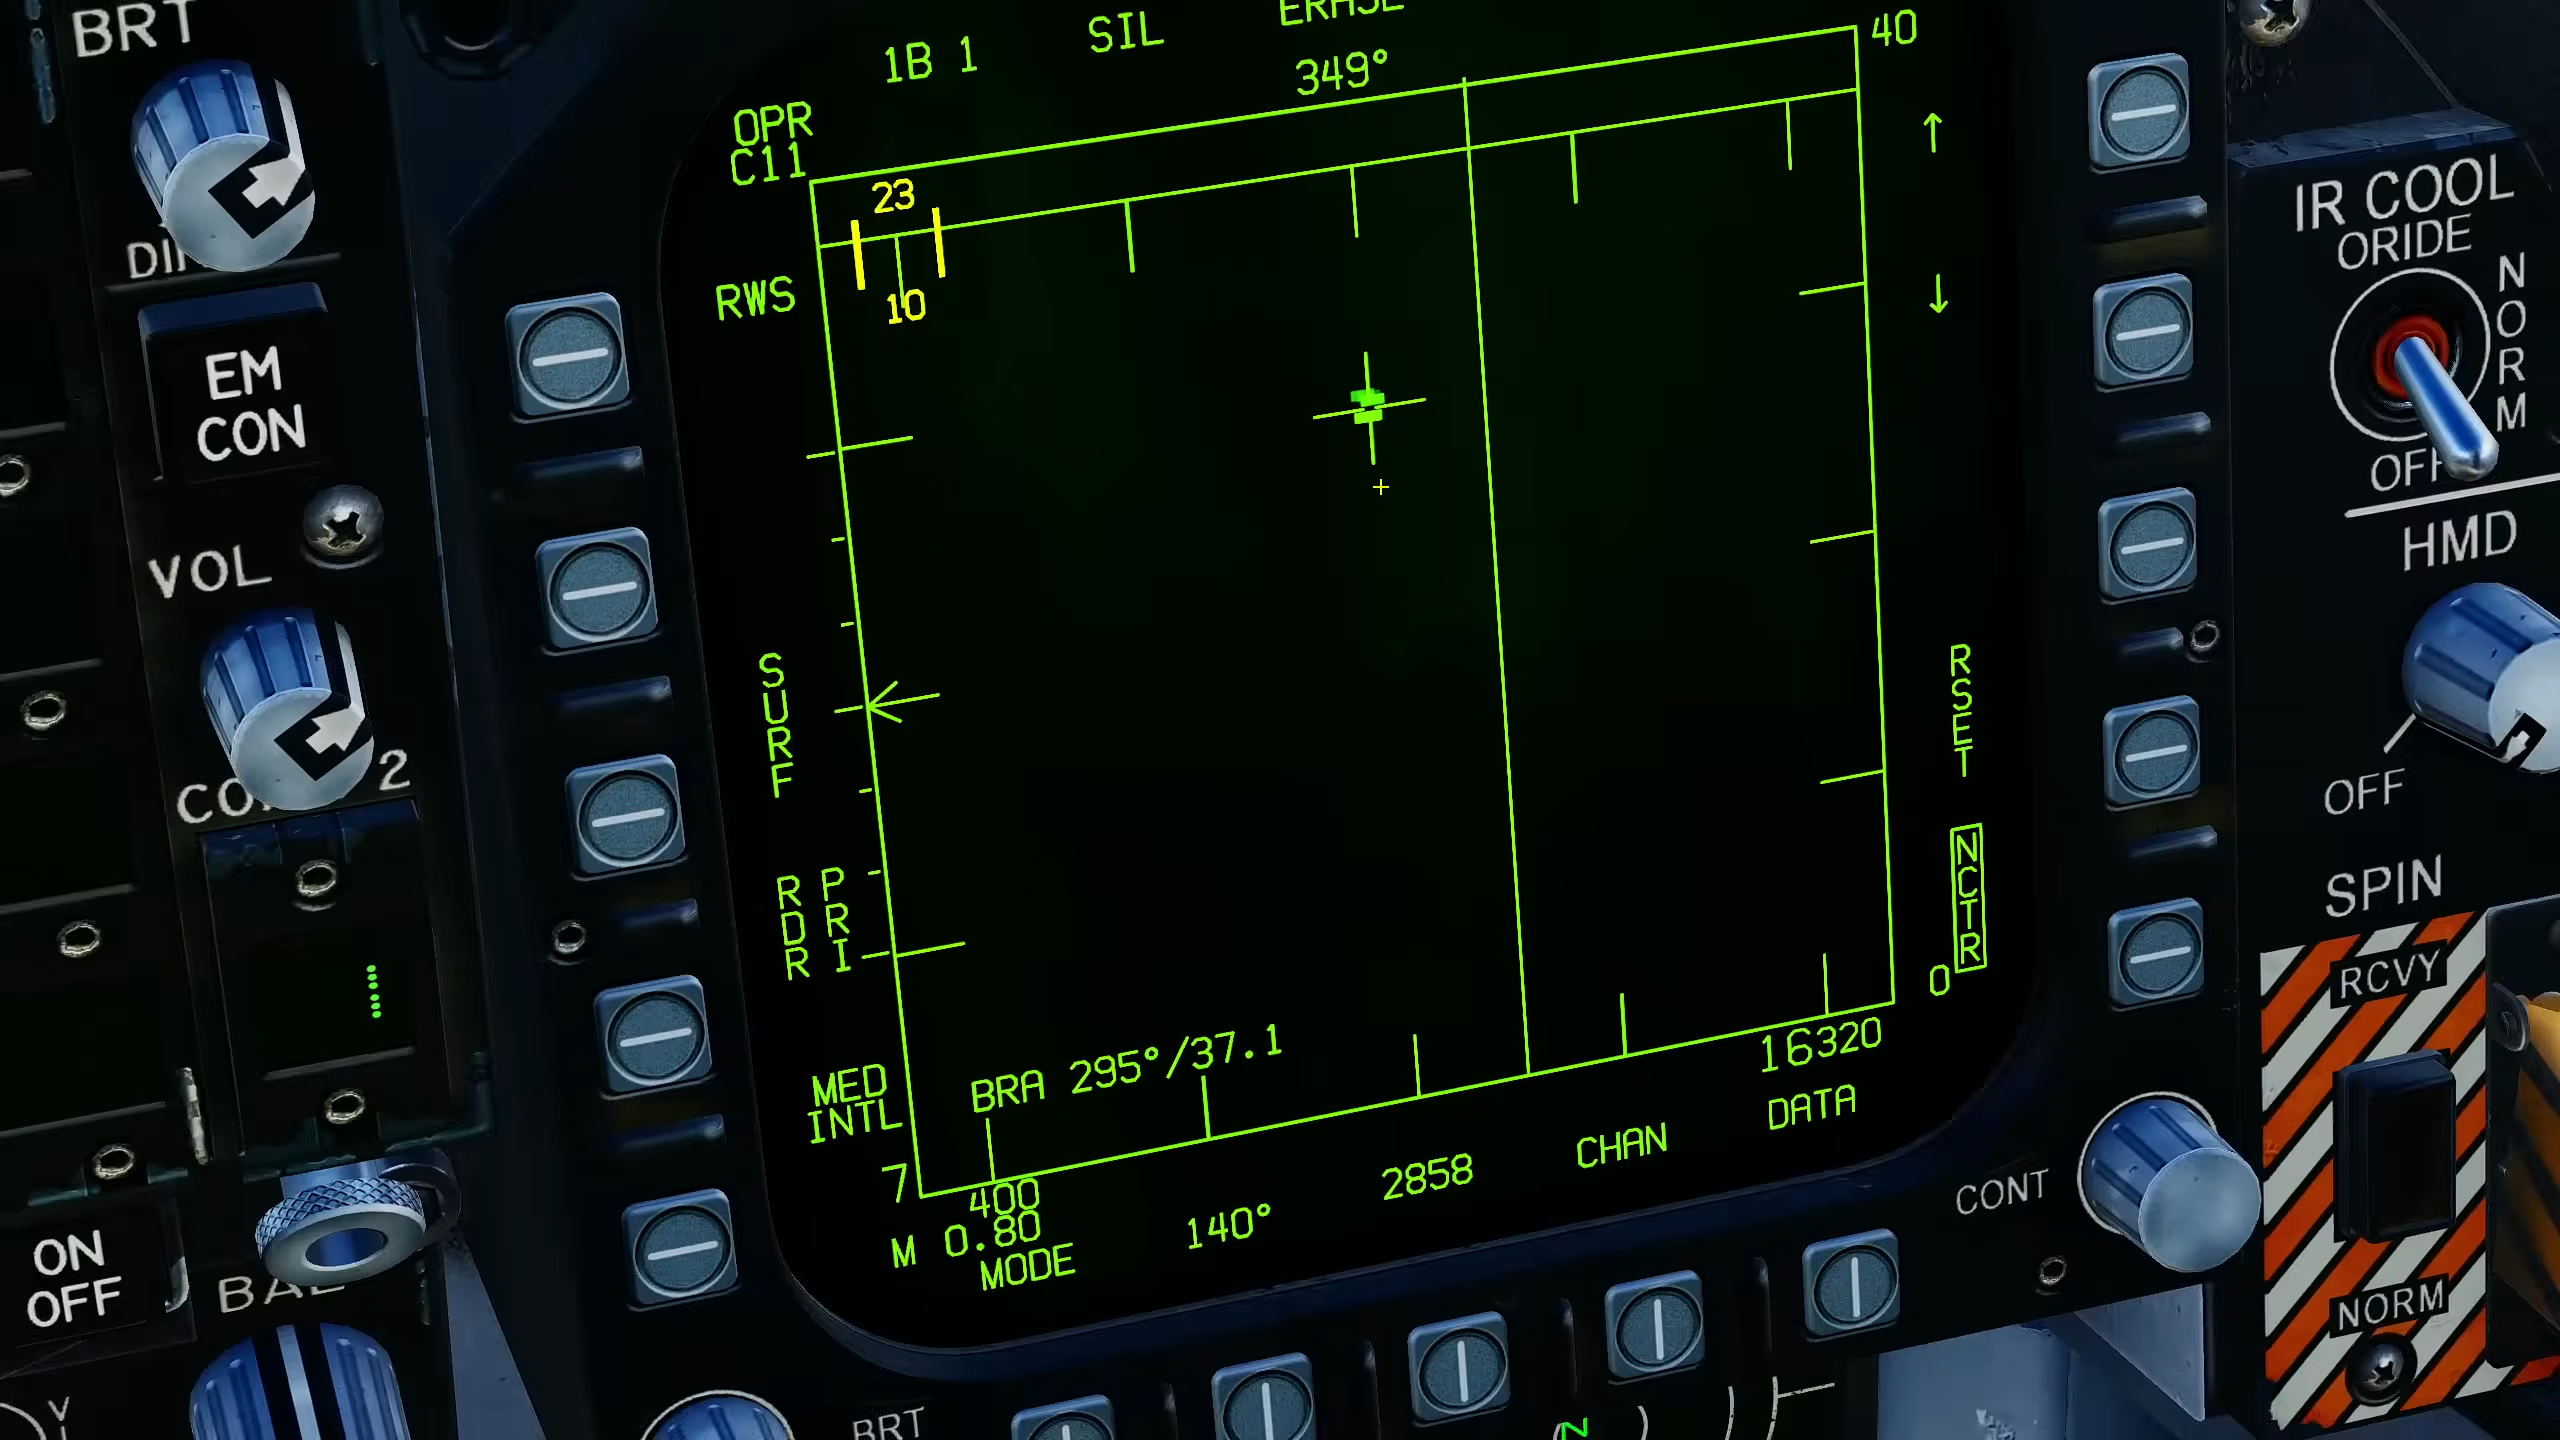 BRT
EM
CON
VOL
2
ON
OFF
1B 1
SIL
349°
40
OPR
C11
23
10
RWS
SURF
RDR
PRI
RSET
NCTR
0
BRA 295°/37.1
16320
MED
INTL
7
400
M 0.80
MODE
140°
2858
CHAN
DATA
BRT
CONT
IR COOL
ORIDE
NORM
HMD
OFF
SPIN
RCVY
NORM
N